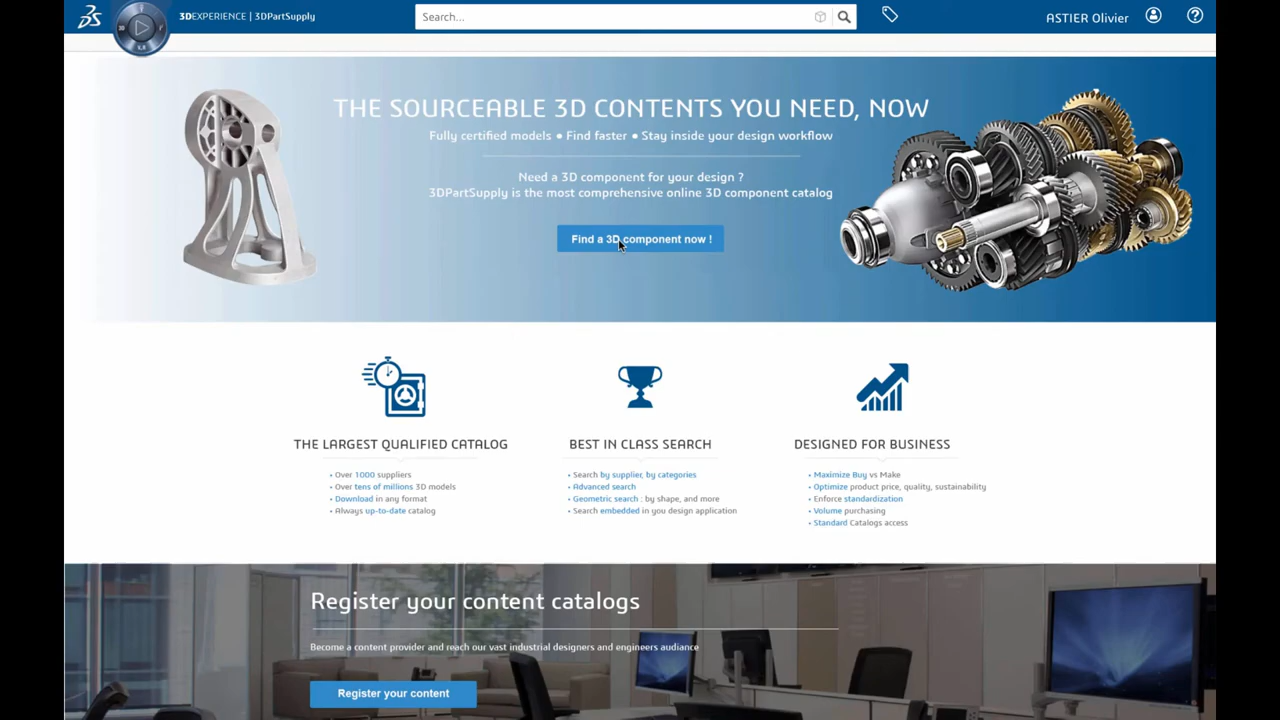 3DEXPERIENCE | 3DPartSupply
Search...
ASTIER Olivier
THE SOURCEABLE 3D CONTENTS YOU NEED, NOW
Fully certified models • Find faster • Stay inside your design workflow
Need a 3D component for your design ?
3DPartSupply is the most comprehensive online 3D component catalog
Find a 3D component now !
THE LARGEST QUALIFIED CATALOG
• Over 1000 suppliers
• Over tens of millions 3D models
• Download in any format
• Always up-to-date catalog
BEST IN CLASS SEARCH
• Search by supplier, by categories
• Advanced search
• Geometric search : by shape, and more
• Search embedded in you design application
DESIGNED FOR BUSINESS
• Maximize Buy vs Make
• Optimize product price, quality, sustainability
• Enforce standardization
• Volume purchasing
• Standard Catalogs access
Register your content catalogs
Become a content provider and reach our vast industrial designers and engineers audiance
Register your content